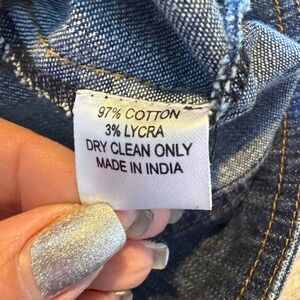 97% COTTON
3% LYCRA
DRY CLEAN ONLY
MADE IN INDIA